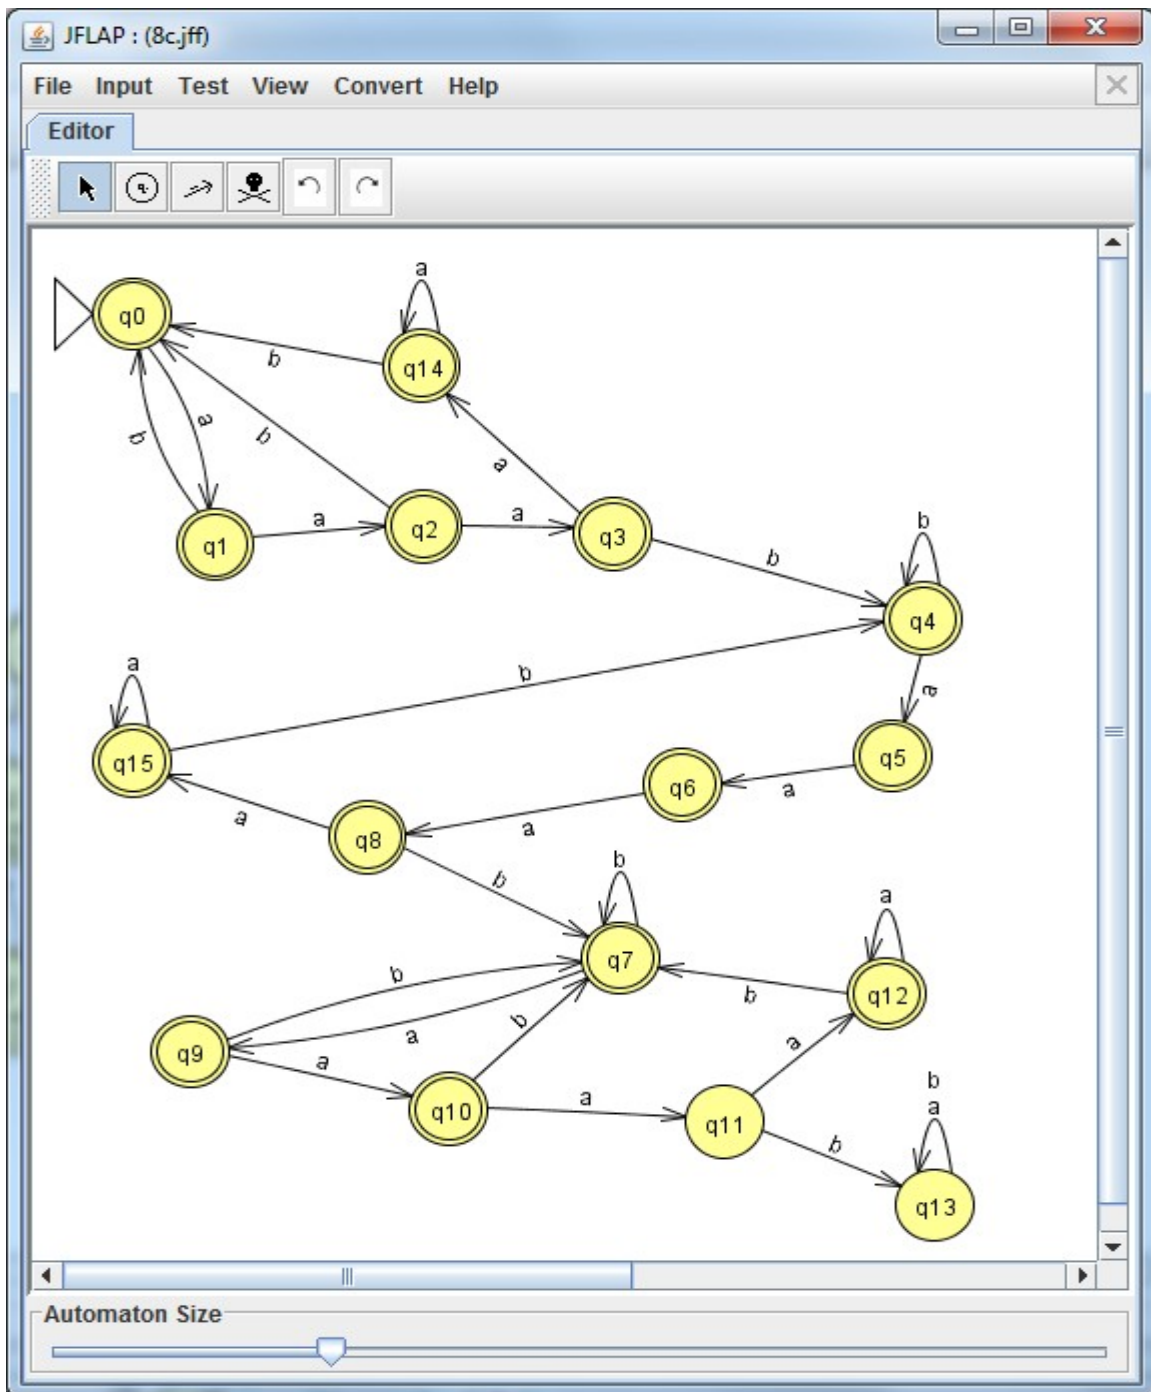 JFLAP : (8c.jff)
File Input Test View Convert Help
Editor
q
a
q0
b
q14
a
b
b
a
q1
a
q2
a
q3
b
b
q4
a
b
a
q15
q5
a
q6
a
a
q8
b
b
q7
a
b
q12
b
a
q9
b
a
a
q10
a
q11
b
b
a
q13
Automaton Size